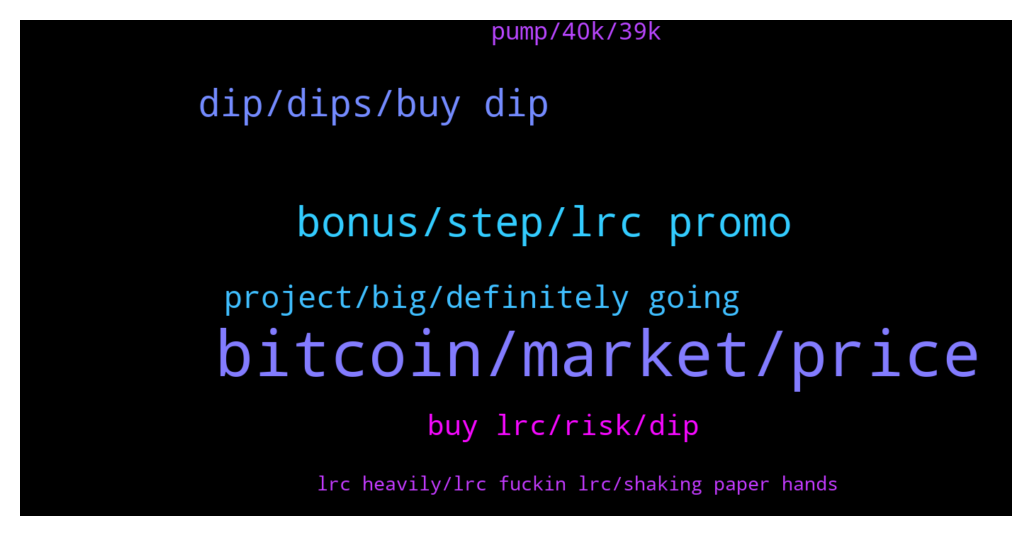 pump/40k/39k
dip/dips/buy dip
bonus/step/lrc promo
project/big/definitely going
bitcoin/market/price
buy lrc/risk/dip
lrc heavily/lrc fuckin lrc/shaking paper hands